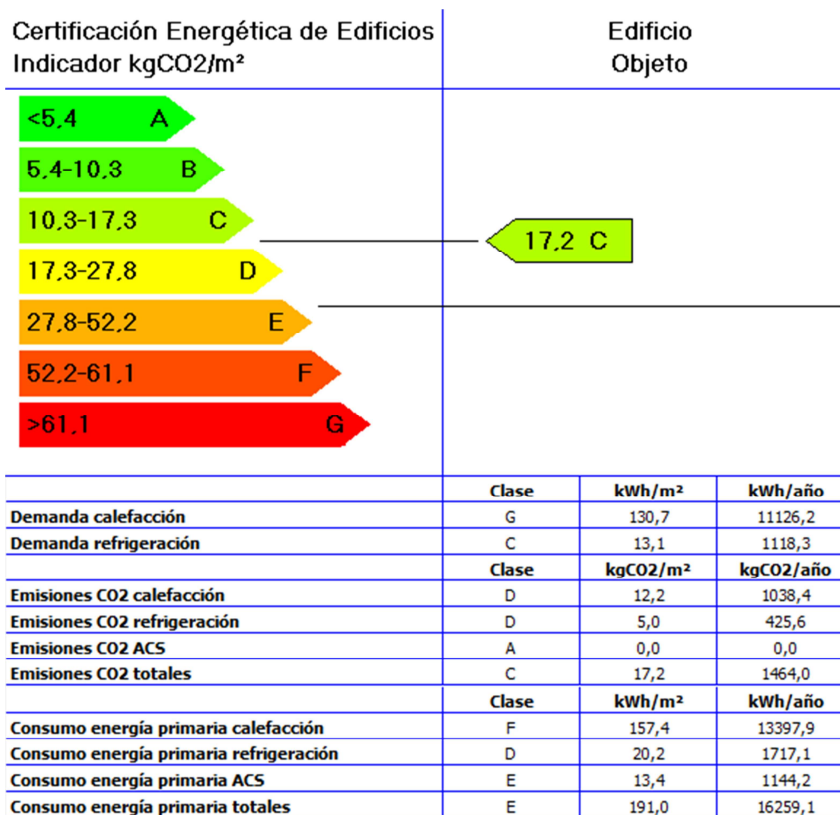 Certificación Energética de Edificios
Indicador kgCO2/m²
Edificio
Objeto
<5,4 A
5,4-10,3 B
10,3-17,3 C
17,2 C
17,3-27,8 D
27,8-52,2 E
52,2-61,1 F
>61,1 G
Clase kWh/m² kWh/año
Demanda calefacción G 130,7 11126,2
Demanda refrigeración C 13,1 1118,3
Clase kgCO2/m² kgCO2/año
Emisiones CO2 calefacción D 12,2 1038,4
Emisiones CO2 refrigeración D 5,0 425,6
Emisiones CO2 ACS A 0,0 0,0
Emisiones CO2 totales C 17,2 1464,0
Clase kWh/m² kWh/año
Consumo energía primaria calefacción F 157,4 13397,9
Consumo energía primaria refrigeración D 20,2 1717,1
Consumo energía primaria ACS E 13,4 1144,2
Consumo energía primaria totales E 191,0 16259,1